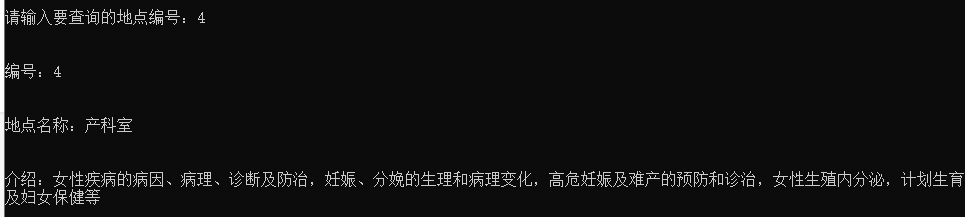 请输入要查询的地点编号：4
编号：4
地点名称：产科室
介绍：女性疾病的病因、病理、诊断及防治，妊娠、分娩的生理和病理变化，高危妊娠及难产的预防和诊治，女性生殖内分泌，计划生育
及妇女保健等